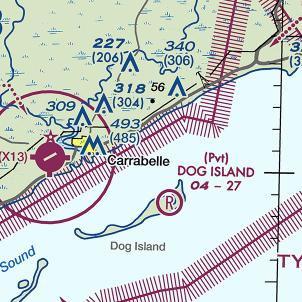 227
(206)
340
(306)
318
(304)
56
309
493
(485)
(X13)
Carrabelle
(Pvt)
DOG ISLAND
04 - 27
R
Dog Island
Sound
TY